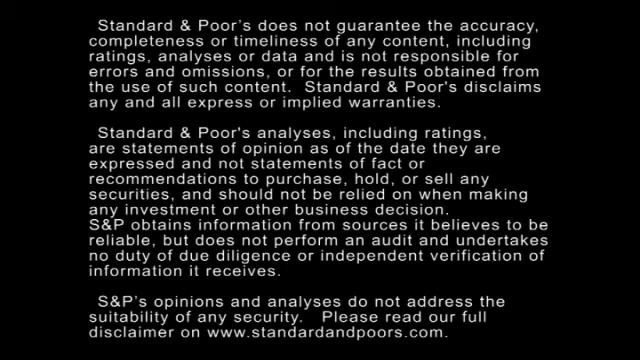 Standard & Poor's does not guarantee the accuracy,
completeness or timeliness of any content, including
ratings, analyses or data and is not responsible for
errors and omissions, or for the results obtained from
the use of such content. Standard & Poor's disclaims
any and all express or implied warranties.
Standard & Poor's analyses, including ratings,
are statements of opinion as of the date they are
expressed and not statements of fact or
recommendations to purchase, hold, or sell any
securities, and should not be relied on when making
any investment or other business decision.
S&P obtains information from sources it believes to be
reliable, but does not perform an audit and undertakes
no duty of due diligence or independent verification of
information it receives.
S&P's opinions and analyses do not address the
suitability of any security. Please read our full
disclaimer on www.standardandpoors.com.